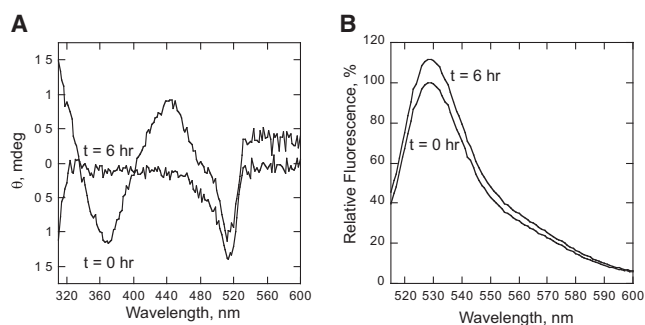 A
B
1 5
1
0 5
0
0 5
1
1 5
θ, mdeg
t = 6 hr
t = 0 hr
320 360 400 440 480 520 560 600
Wavelength, nm
120
100
80
60
40
20
0
Relative Fluorescence, %
t = 6 hr
t = 0 hr
520 530 540 550 560 570 580 590 600
Wavelength, nm